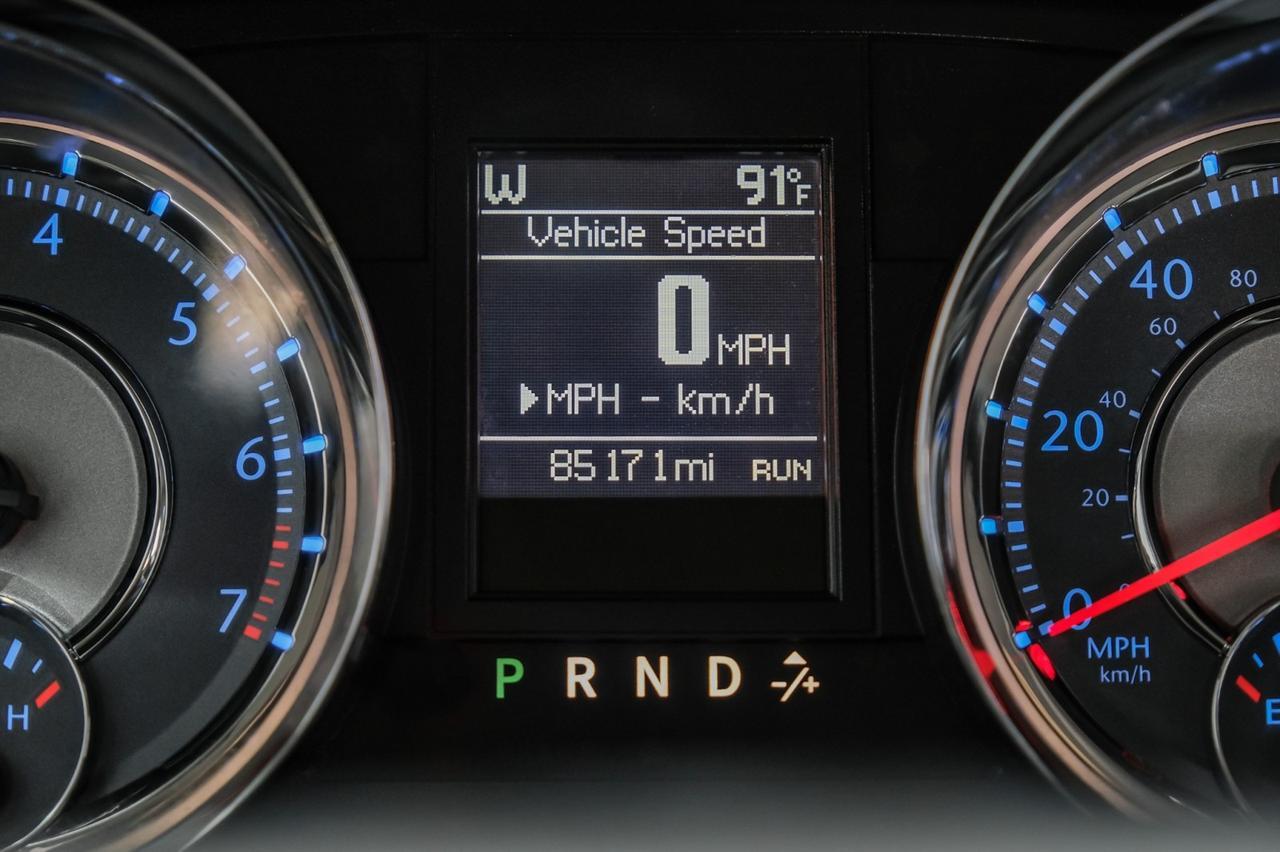 W 91°F
Vehicle Speed
0 MPH
▶MPH - km/h
85171mi RUN
P R N D -/+
4
5
6
7
H
80
40
60
40
20
20
0
MPH
km/h
E